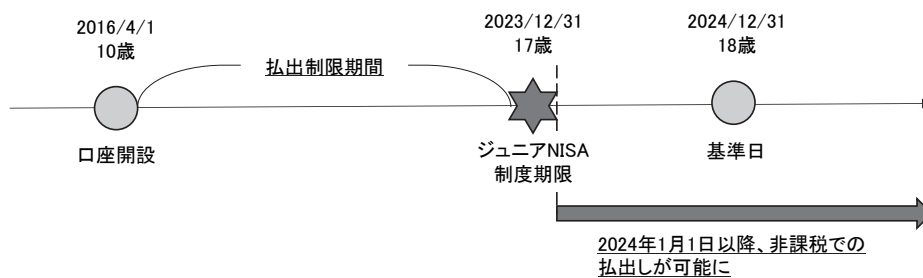 2016/4/1
10歳
2023/12/31
17歳
2024/12/31
18歳
払出制限期間
口座開設
ジュニアNISA
制度期限
基準日
2024年1月1日以降、非課税での
払出しが可能に